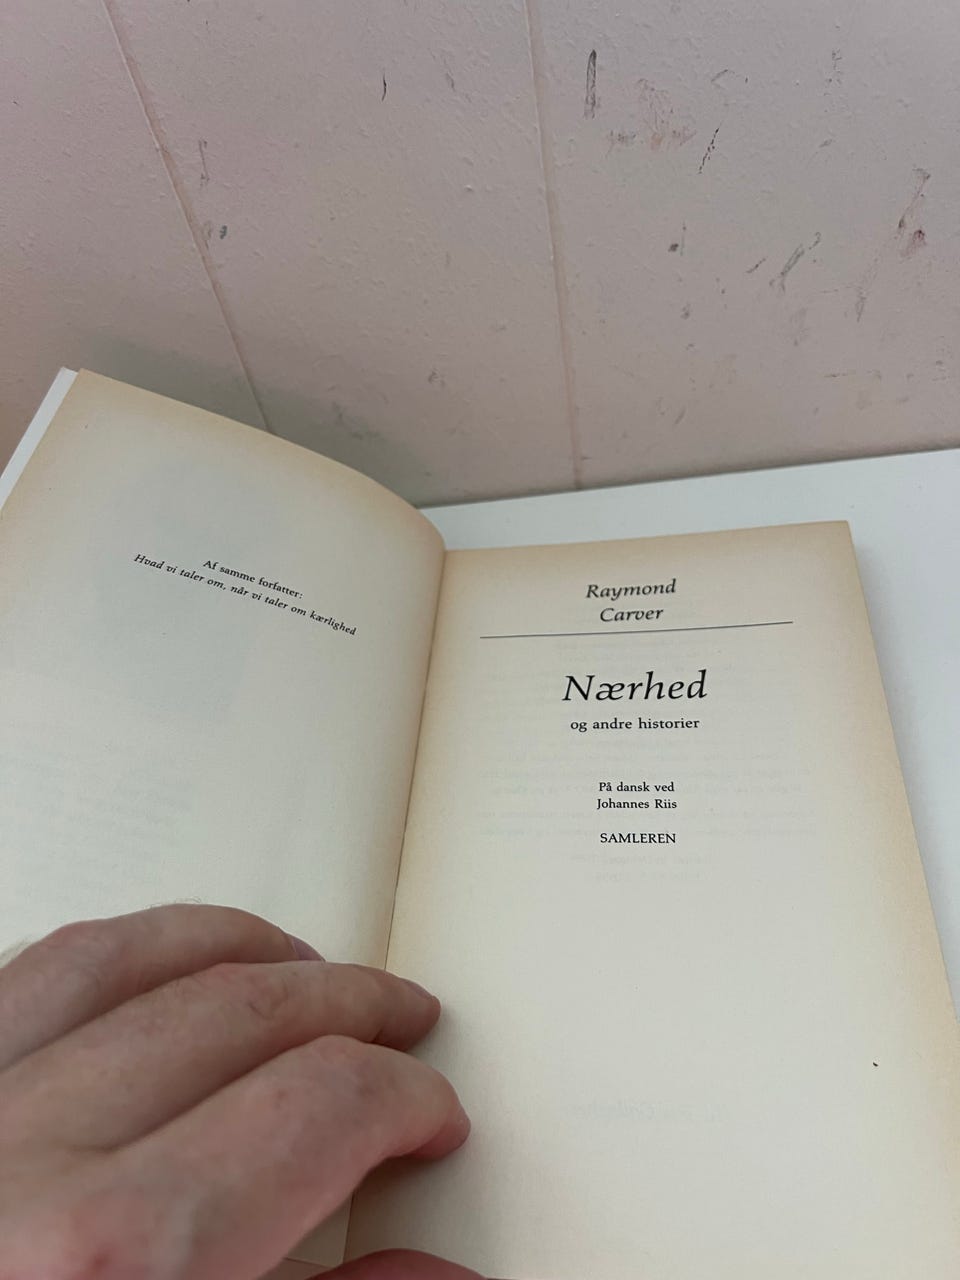 Af samme forfatter:
Hvad vi taler om, når vi taler om kærlighed
Raymond
Carver
Nærhed
og andre historier
På dansk ved
Johannes Riis
SAMLEREN